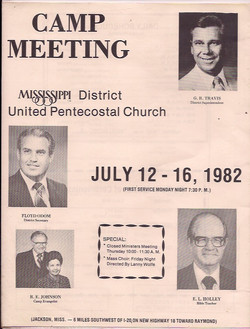 CAMP
MEETING
G. R. TRAVIS
District Superintendent
MISSISSIPPI District
United Pentecostal Church
JULY 12 - 16, 1982
(FIRST SERVICE MONDAY NIGHT 7:30 P. M.)
FLOYD ODOM
District Secretary
SPECIAL:
• Closed Ministers Meeting
Thursday 10:00 - 11:30 A. M.
• Mass Choir, Friday Night
Directed By Lanny Wolfe
E. L. HOLLEY
Bible Teacher
Camp Evangelist
(JACKSON, MISS. — 6 MILES SOUTHWEST OF I-20, ON NEW HIGHWAY 18 TOWARD RAYMOND)